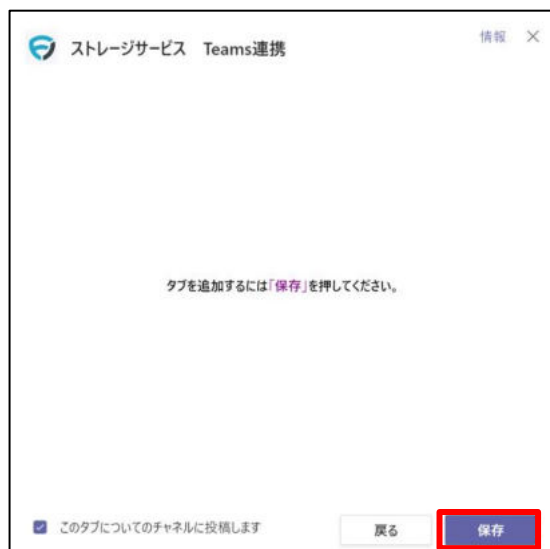 ストレージサービス Teams連携
情報
タブを追加するには「保存」を押してください。
このタブについてのチャネルに投稿します
戻る
保存